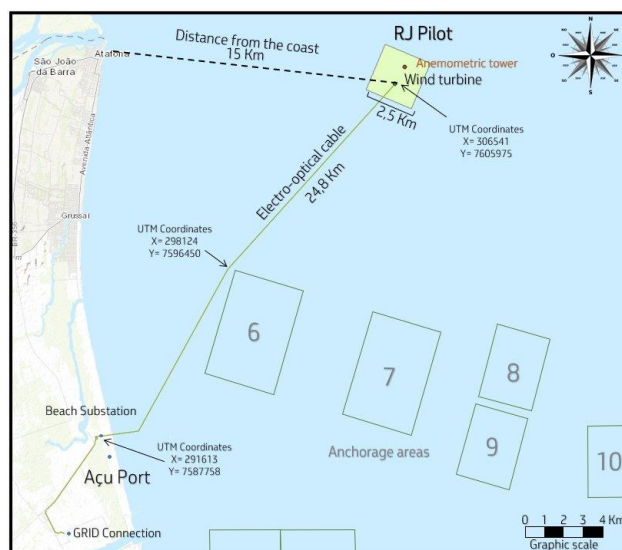 RJ Pilot
Distance from the coast
15 Km
Atafona
São João
da Barra
Anemometric tower
Wind turbine
2,5 Km
UTM Coordinates
X= 306541
Y= 7605975
N
S
Avenida Atlântica
Electro-optical cable
24,8 Km
Grussaí
UTM Coordinates
X= 298124
Y= 7596450
6
7
8
9
10
Beach Substation
UTM Coordinates
X= 291613
Y= 7587758
Anchorage areas
Açu Port
GRID Connection
0 1 2 3 4 Km
Graphic scale